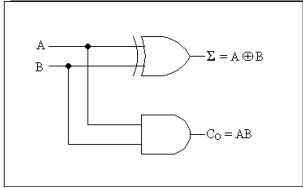 A
B
Σ = A ⊕ B
C₀ = AB